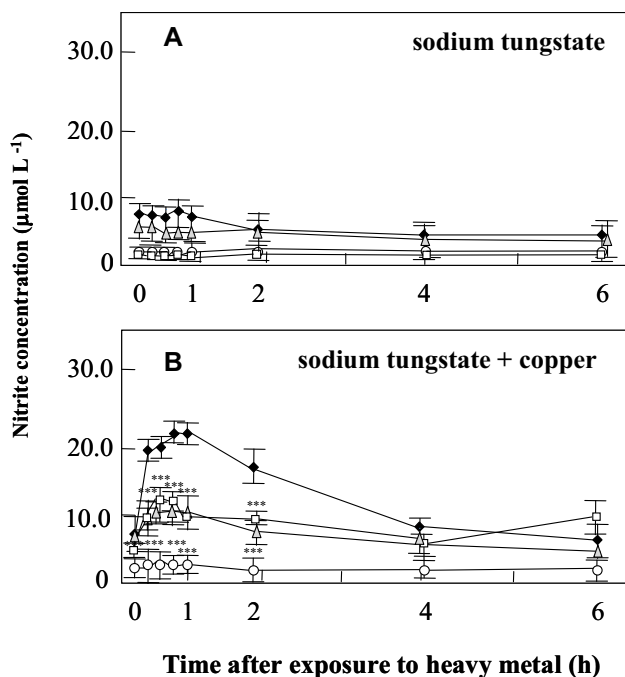 Nitrite concentration (μmol L⁻¹)
A
sodium tungstate
30.0
20.0
10.0
0
0 1 2 4 6
B
sodium tungstate + copper
30.0
20.0
10.0
0.0
***
*** ***
***
***
*** *** ***
*** ***
0 1 2 4 6
Time after exposure to heavy metal (h)